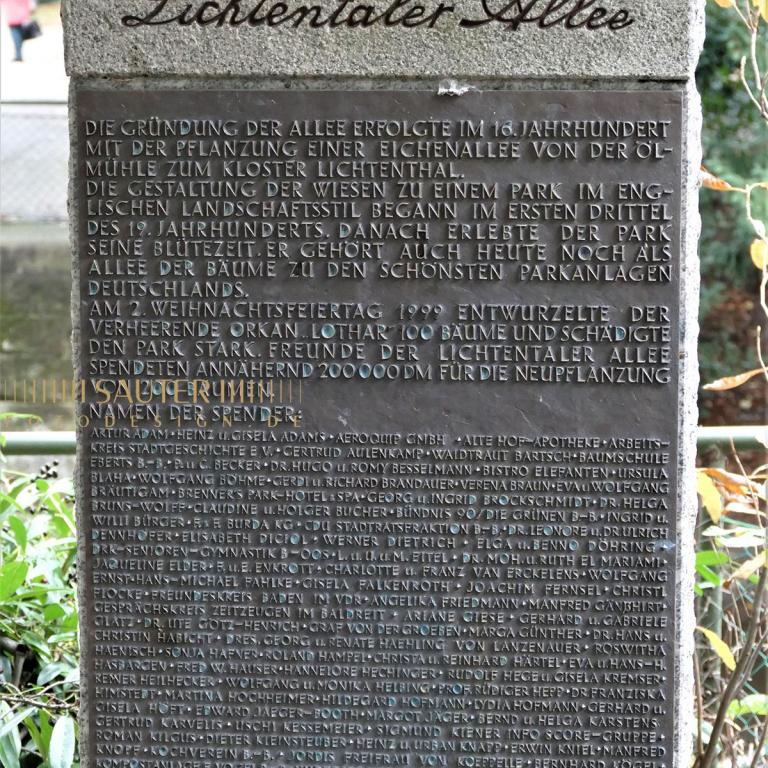 Lichtentaler Allee
DIE GRÜNDUNG DER ALLEE ERFOLGTE IM 16. JAHRHUNDERT
MIT DER PFLANZUNG EINER EICHENALLEE VON DER ÖL-
MÜHLE ZUM KLOSTER LICHTENTHAL.
DIE GESTALTUNG DER WIESEN ZU EINEM PARK IM ENG-
LISCHEN LANDSCHAFTSSTIL BEGANN IM ERSTEN DRITTEL
DES 19. JAHRHUNDERTS. DANACH ERLEBTE DER PARK
SEINE BLÜTEZEIT. ER GEHÖRT AUCH HEUTE NOCH ALS
ALLEE DER BÄUME ZU DEN SCHÖNSTEN PARKANLAGEN
DEUTSCHLANDS.
AM 2. WEIHNACHTSFEIERTAG 1999 ENTWURZELTE DER
VERHEERENDE ORKAN „LOTHAR" 100 BÄUME UND SCHÄDIGTE
DEN PARK STARK. FREUNDE DER LICHTENTALER ALLEE
SPENDETEN ANNÄHERND 200000 DM FÜR DIE NEUPFLANZUNG
SAUTER
NAMEN DER SPENDER:
ARTUR ADAM • HEINZ u. GISELA ADAMS • AEROQUIP GMBH • ALTE HOF-APOTHEKE • ARBEITS-
KREIS STADTGESCHICHTE E V. • GERTRUD AULENKAMP • WALDTRAUT BARTSCH • BAUMSCHULE
EBERTS B.-B. • P. u. C. BECKER • DR. HUGO u. ROMY BESSELMANN • BISTRO ELEFANTEN • URSULA
BLAHA • WOLFGANG BÖHME • GERDI u. RICHARD BRANDAUER • VERENA BRAUN • EVA u. WOLFGANG
BRÄUTIGAM • BRENNER'S PARK-HOTEL & SPA • GEORG u. INGRID BROCKSCHMIDT • DR. HELGA
BRUNS-WOLFF • CLAUDINE u. HOLGER BUCHER • BÜNDNIS 90/DIE GRÜNEN B.-B. • INGRID u.
WILLI BÜRGER • F. & F. BURDA KG • CDU STADTRATSFRAKTION B.-B. • DR. LEONORE u. DR. ULRICH
DENNHÖFER • ELISABETH DICIOL • WERNER DIETRICH • ELGA u. BENNO DÖHRING •
DRK-SENIOREN-GYMNASTIK B-OOS • L. u. U. u. M. EITEL • DR. MOH. u. RUTH EL MARIAMI •
JAQUELINE ELDER • F. u. E. ENKROTT • CHARLOTTE u. FRANZ VAN ERCKELENS • WOLFGANG
ERNST • HANS-MICHAEL FAHLKE • GISELA FALKENROTH • JOACHIM FERNSEL • CHRISTL
FLOCKE • FREUNDESKREIS BADEN IM VDR • ANGELIKA FRIEDMANN • MANFRED GÄNSHIRT •
GESPRÄCHSKREIS ZEITZEUGEN IM BALDREIT • ARIANE GIESE • GERHARD u. GABRIELE
GLATZ • DR. UTE GÖTZ-HENRICH • GRAF VON DER GROEBEN • MARGA GÜNTHER • DR. HANS u.
CHRISTIN HABICHT • DRES. GEORG u. RENATE HAEHLING VON LANZENAUER • ROSWITHA
HAENISCH • SONJA HAFNER • ROLAND HAMPEL • CHRISTA u. REINHARD HÄRTEL • EVA u. HANS-H.
HASBARGEN • FRED W. HAUSER • HANNELORE HECHINGER • RUDOLF HEGE u. GISELA KREMSER
REINER HEILHECKER • WOLFGANG u. MONIKA HELBING • PROF. RÜDIGER HEPP • DR. FRANZISKA
HIMSTEDT • MARTINA HOCHHEIMER • HILDEGARD HOFMANN • LYDIA HOFMANN • GERHARD u.
GISELA HÖFT • EDWARD JAEGER-BOOTH • MARGOT JÄGER • BERND u. HELGA KARSTENS
GERTRUD KARVELIS • USCHI KESSEMEIER • SIGMUND KIENER INFO SCORE-GRUPPE •
ROMAN KILGUS • DIETER KLEINSTEUBER • HEINZ u. URBAN KNAPP • ERWIN KNIEL • MANFRED
KNOPF • KOCHVEREIN B.-B. • JORDIS FREIFRAU VON KOEPPELLE • BERNHARD KÖGEL